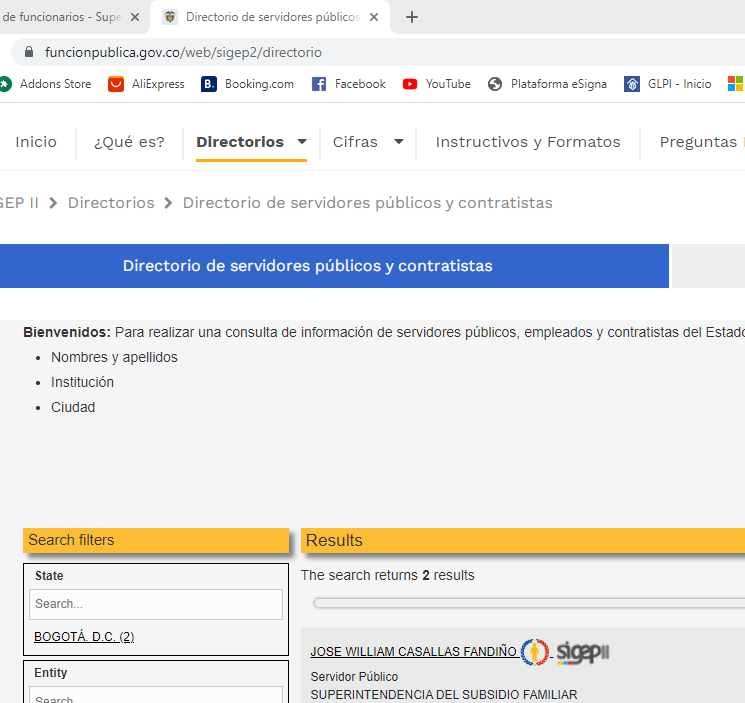 de funcionarios - Supe
Directorio de servidores públicos
funcionpublica.gov.co/web/sigep2/directorio
Addons Store AliExpress B. Booking.com Facebook YouTube Plataforma eSigna GLPI - Inicio
Inicio ¿Qué es? Directorios Cifras Instructivos y Formatos Preguntas
GEP II Directorios Directorio de servidores públicos y contratistas
Directorio de servidores públicos y contratistas
Bienvenidos: Para realizar una consulta de información de servidores públicos, empleados y contratistas del Estado
Nombres y apellidos
Institución
Ciudad
Search filters
Results
State
The search returns 2 results
Search...
BOGOTÁ. D.C. (2)
JOSE WILLIAM CASALLAS FANDIÑO sigepII
Entity
Servidor Público
Search
SUPERINTENDENCIA DEL SUBSIDIO FAMILIAR